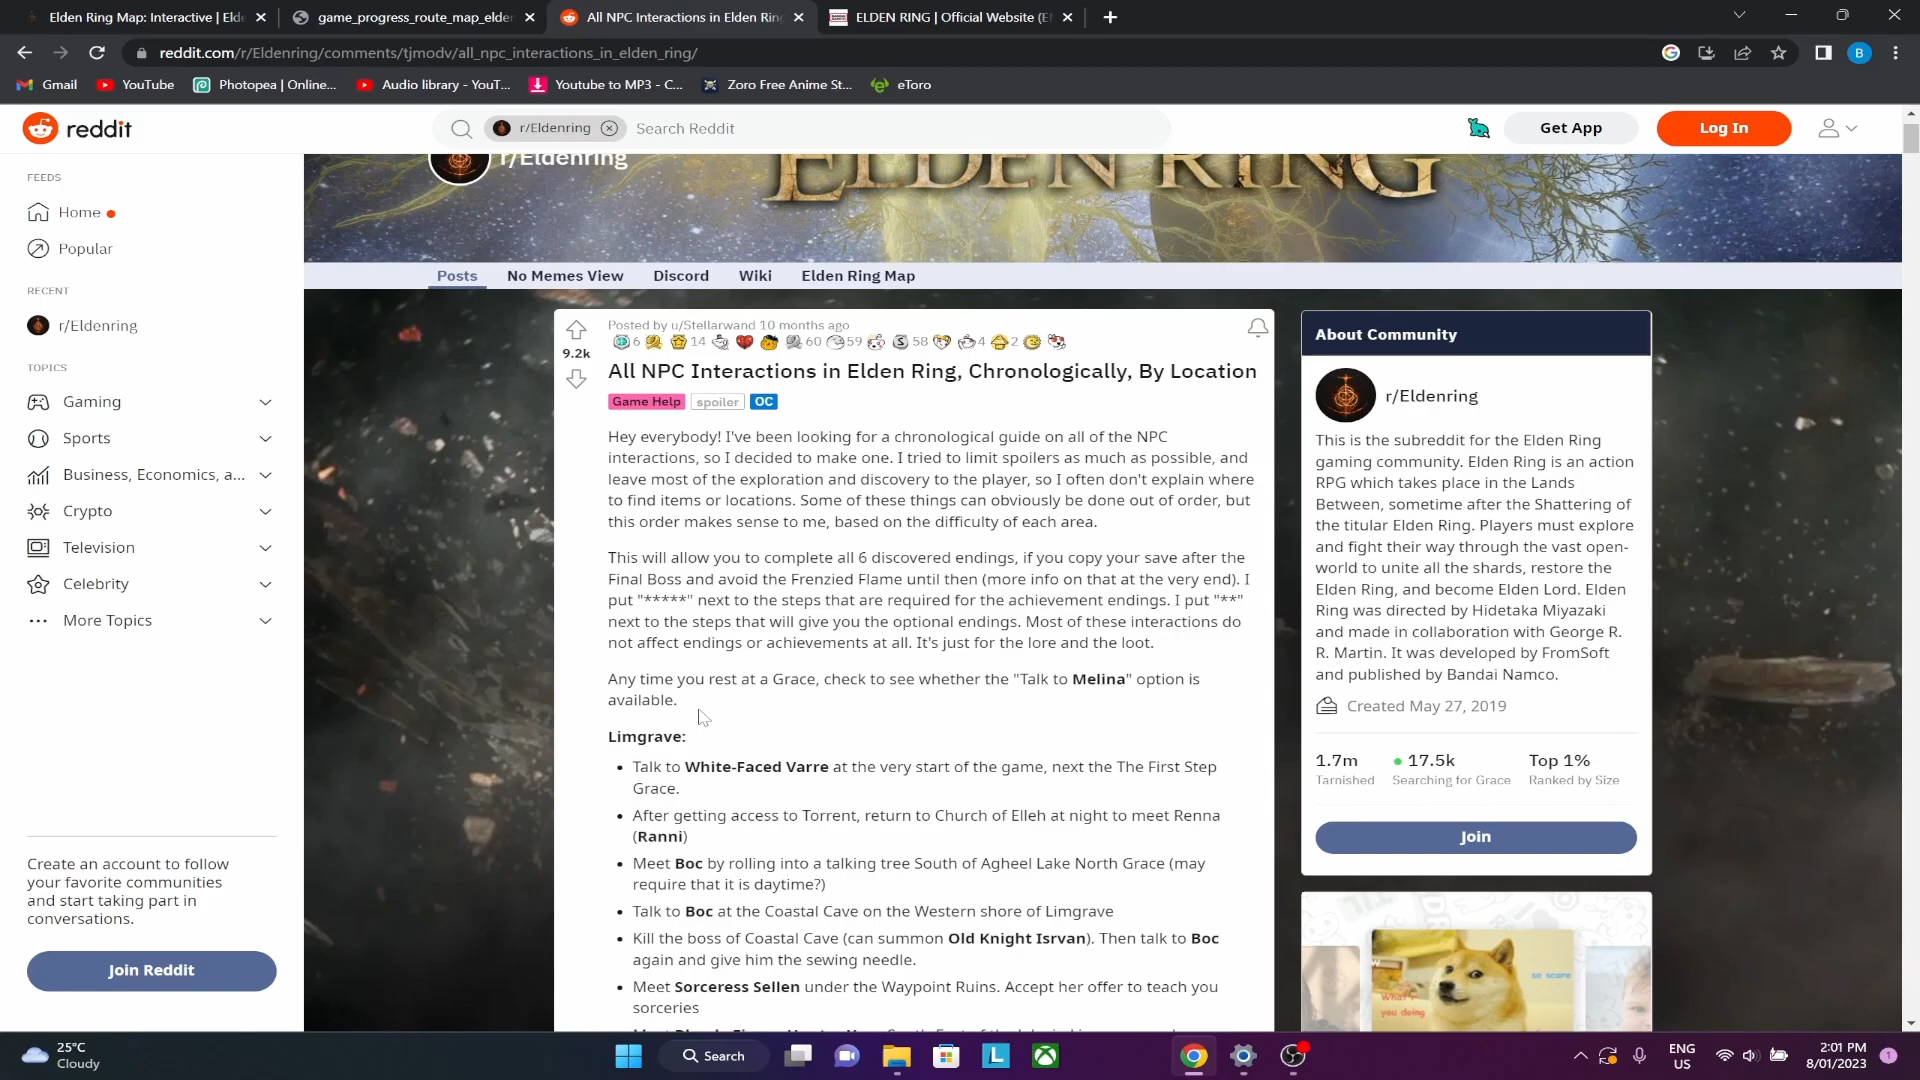 Elden Ring Map: Interactive | Elde
game_progress_route_map_elden
All NPC Interactions in Elden Ring
ELDEN RING | Official Website (EN
reddit.com/r/Eldenring/comments/tjmodv/all_npc_interactions_in_elden_ring/
B
Gmail
YouTube
Photopea | Online...
Audio library - YouT...
Youtube to MP3 - C...
Zoro Free Anime St...
eToro
reddit
r/Eldenring
Search Reddit
Get App
Log In
FEEDS
Home
Popular
RECENT
r/Eldenring
TOPICS
Gaming
Sports
Business, Economics, a...
Crypto
Television
Celebrity
More Topics
Create an account to follow
your favorite communities
and start taking part in
conversations.
Join Reddit
r/Eldenring
ELDEN RING
Posts
No Memes View
Discord
Wiki
Elden Ring Map
9.2k
Posted by u/Stellarwand 10 months ago
6 14 60 59 S 58 4 2
All NPC Interactions in Elden Ring, Chronologically, By Location
Game Help spoiler OC
Hey everybody! I've been looking for a chronological guide on all of the NPC
interactions, so I decided to make one. I tried to limit spoilers as much as possible, and
leave most of the exploration and discovery to the player, so I often don't explain where
to find items or locations. Some of these things can obviously be done out of order, but
this order makes sense to me, based on the difficulty of each area.
This will allow you to complete all 6 discovered endings, if you copy your save after the
Final Boss and avoid the Frenzied Flame until then (more info on that at the very end). I
put "*****" next to the steps that are required for the achievement endings. I put "**"
next to the steps that will give you the optional endings. Most of these interactions do
not affect endings or achievements at all. It's just for the lore and the loot.
Any time you rest at a Grace, check to see whether the "Talk to Melina" option is
available.
Limgrave:
• Talk to White-Faced Varre at the very start of the game, next the The First Step
Grace.
• After getting access to Torrent, return to Church of Elleh at night to meet Renna
(Ranni)
• Meet Boc by rolling into a talking tree South of Agheel Lake North Grace (may
require that it is daytime?)
• Talk to Boc at the Coastal Cave on the Western shore of Limgrave
• Kill the boss of Coastal Cave (can summon Old Knight Isrvan). Then talk to Boc
again and give him the sewing needle.
• Meet Sorceress Sellen under the Waypoint Ruins. Accept her offer to teach you
sorceries
About Community
r/Eldenring
This is the subreddit for the Elden Ring
gaming community. Elden Ring is an action
RPG which takes place in the Lands
Between, sometime after the Shattering of
the titular Elden Ring. Players must explore
and fight their way through the vast open-
world to unite all the shards, restore the
Elden Ring, and become Elden Lord. Elden
Ring was directed by Hidetaka Miyazaki
and made in collaboration with George R.
R. Martin. It was developed by FromSoft
and published by Bandai Namco.
Created May 27, 2019
1.7m 17.5k Top 1%
Tarnished Searching for Grace Ranked by Size
Join
so scare
you doing
25°C
Cloudy
Search
L
ENG
US
2:01 PM
8/01/2023
1